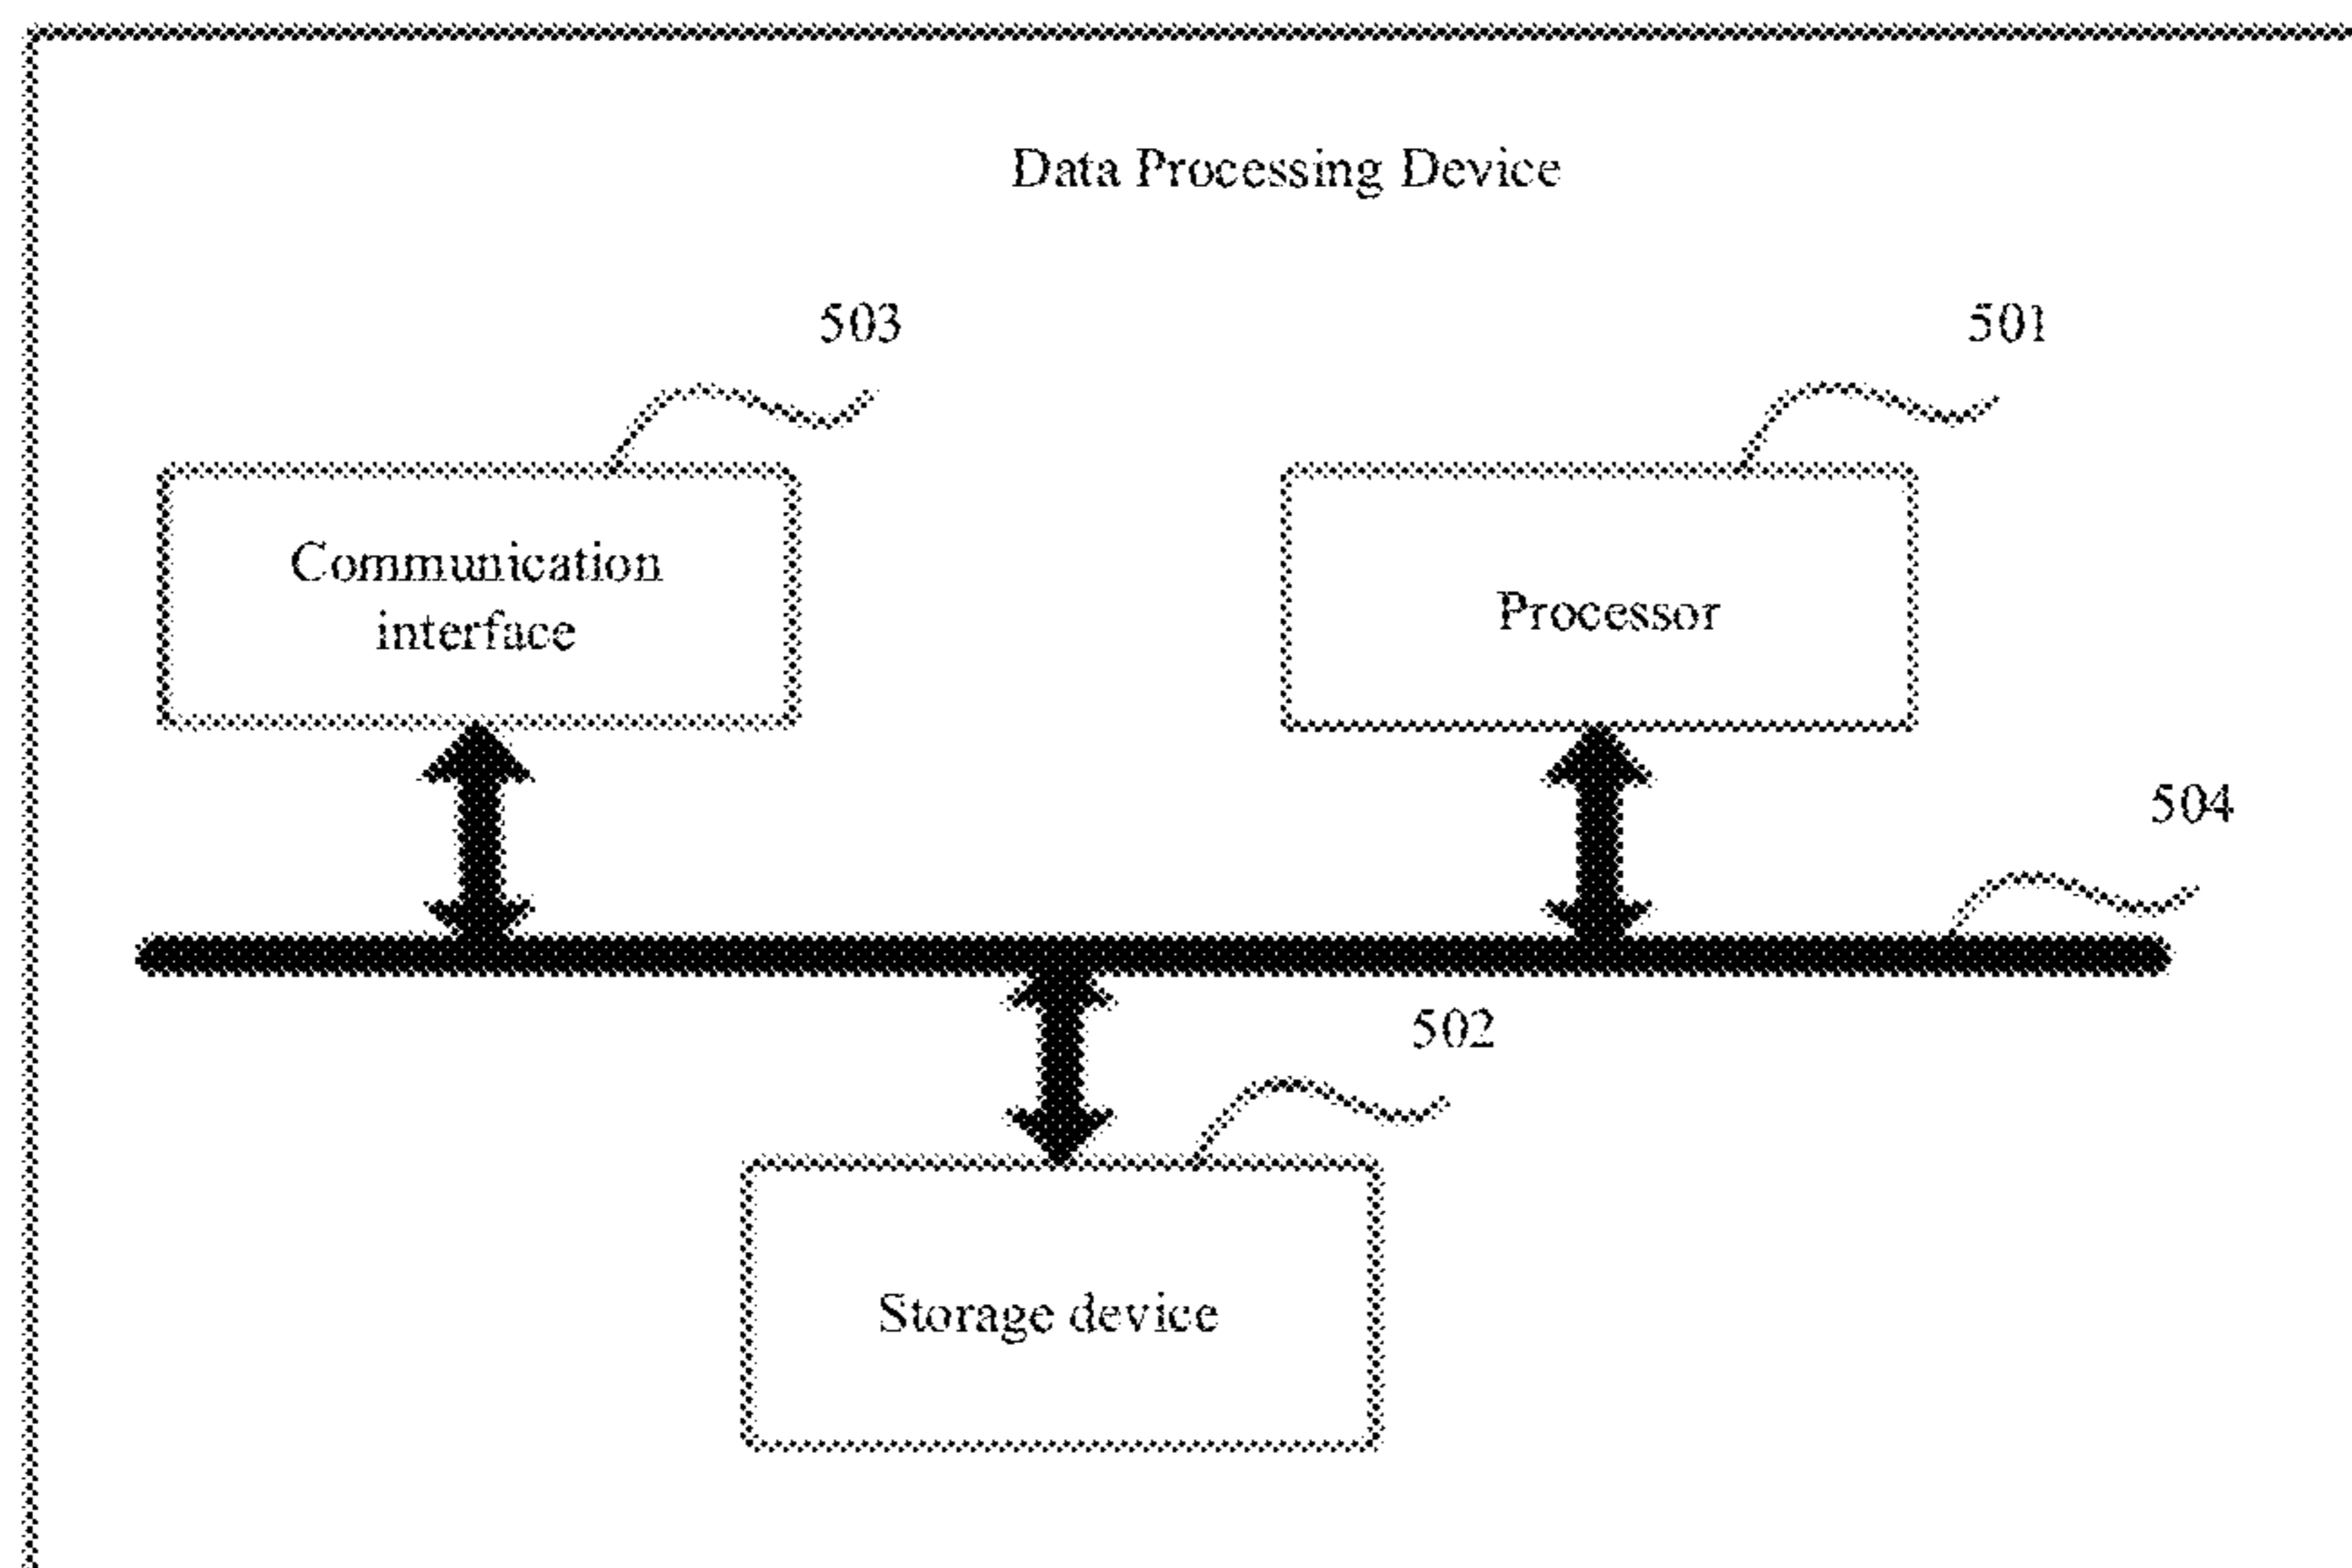 Data Processing Device
503
501
Communication
interface
Processor
504
502
Storage device